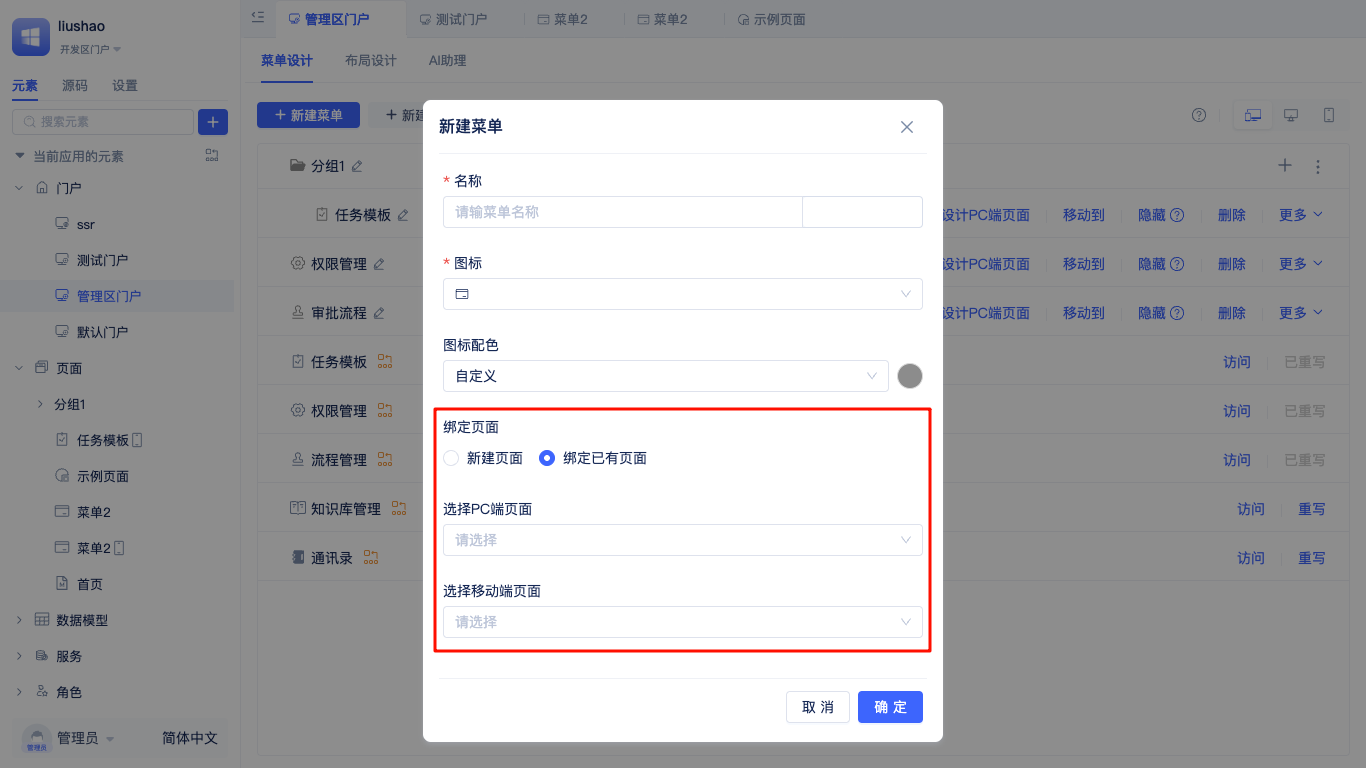 liushao
开发区门户
元素
源码
设置
搜索元素
当前应用的元素
门户
ssr
测试门户
管理区门户
默认门户
页面
分组1
任务模板
示例页面
菜单2
菜单2
首页
数据模型
服务
角色
管理员
管理员
简体中文
管理区门户
测试门户
菜单2
菜单2
示例页面
菜单设计
布局设计
AI助理
新建菜单
新建
分组1
任务模板
设计PC端页面
移动到
隐藏
删除
更多
权限管理
设计PC端页面
移动到
隐藏
删除
更多
审批流程
设计PC端页面
移动到
隐藏
删除
更多
任务模板
访问
已重写
权限管理
访问
已重写
流程管理
访问
已重写
知识库管理
访问
重写
通讯录
访问
重写
新建菜单
* 名称
请输菜单名称
* 图标
图标配色
自定义
绑定页面
新建页面
绑定已有页面
选择PC端页面
请选择
选择移动端页面
请选择
取 消
确 定